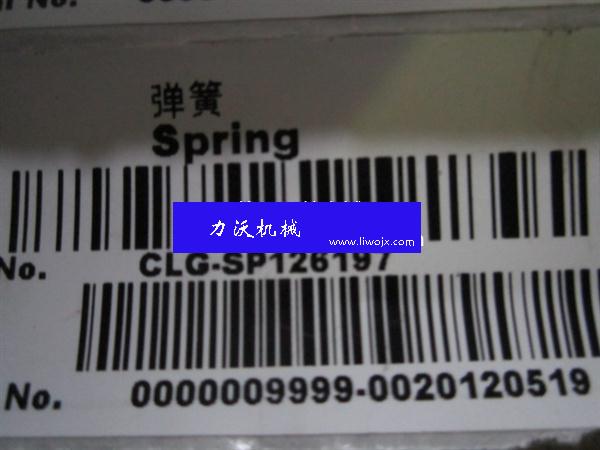 弹簧
Spring
力沃机械
www.liwojx.com
No. CLG-SP126197
No. 0000009999-0020120519